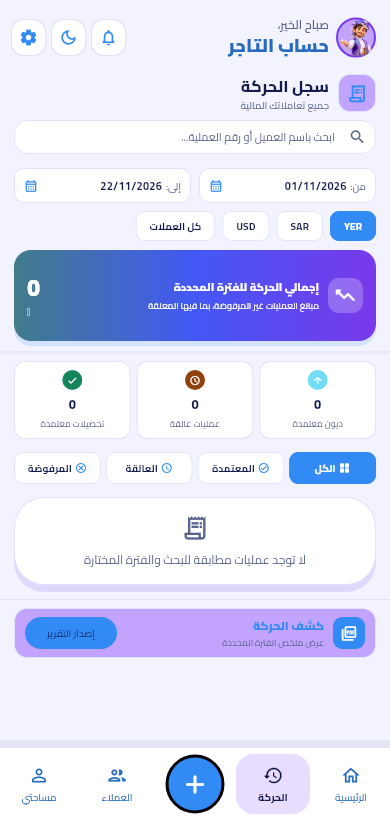 صباح الخير،
حساب التاجر
سجل الحركة
جميع تعاملاتك المالية
ابحث باسم العميل أو رقم العملية...
من: 01/11/2026
إلى: 22/11/2026
YER
SAR
USD
كل العملات
إجمالي الحركة للفترة المحددة
مبالغ العمليات غير المرفوضة، بما فيها المعلقة
0
0
ديون معتمدة
0
عمليات عالقة
0
تحصيلات معتمدة
الكل
المعتمدة
العالقة
المرفوضة
لا توجد عمليات مطابقة للبحث والفترة المختارة
كشف الحركة
عرض ملخص الفترة المحددة
إصدار التقرير
الرئيسية
الحركة
العملاء
مساحتي